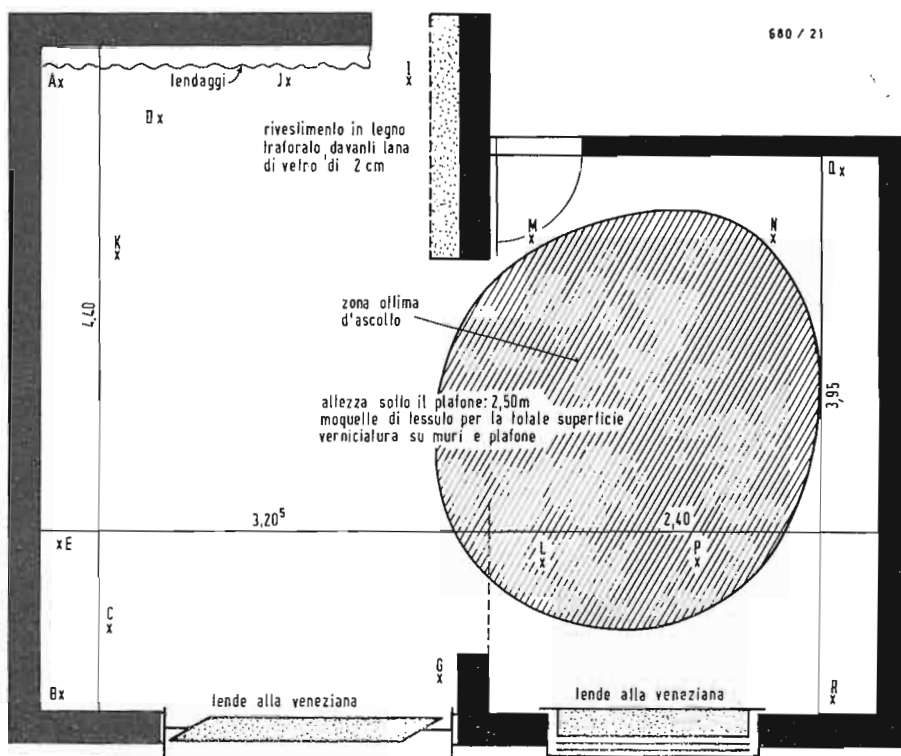 680 / 21
Ax
tendaggi
Jx
I
x
Dx
rivestimento in legno
traforato davanti lana
di vetro di 2 cm
Qx
M
x
N
x
K
x
4,40
zona ottima
d'ascolto
3,95
altezza sotto il plafone: 2,50m
moquette di tessuto per la totale superficie
verniciatura su muri e plafone
3,20⁵
2,40
xE
L
x
P
x
C
x
G
x
Bx
tende alla veneziana
tende alla veneziana
R
x